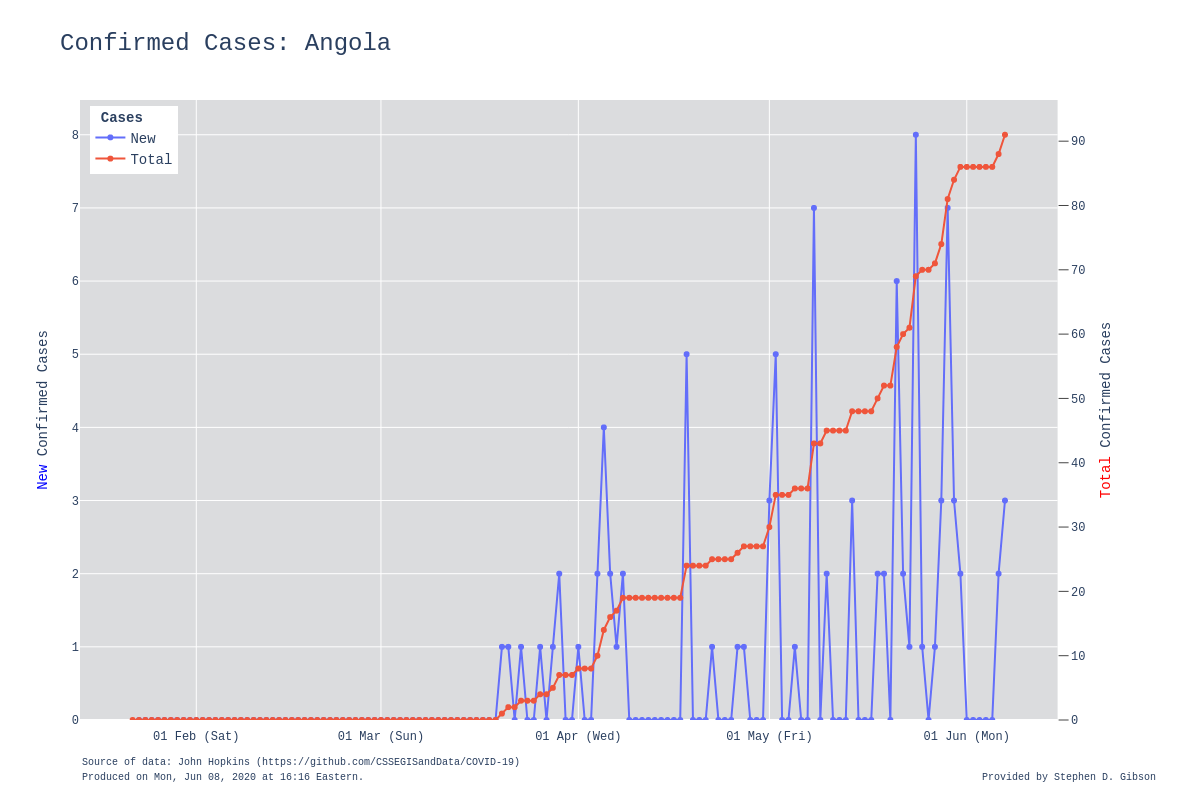 Confirmed Cases: Angola
Cases
New
Total
8
7
6
5
4
3
2
1
0
90
80
70
60
50
40
30
20
10
0
New Confirmed Cases
Total Confirmed Cases
01 Feb (Sat)
01 Mar (Sun)
01 Apr (Wed)
01 May (Fri)
01 Jun (Mon)
Source of data: John Hopkins (https://github.com/CSSEGISandData/COVID-19)
Produced on Mon, Jun 08, 2020 at 16:16 Eastern.
Provided by Stephen D. Gibson